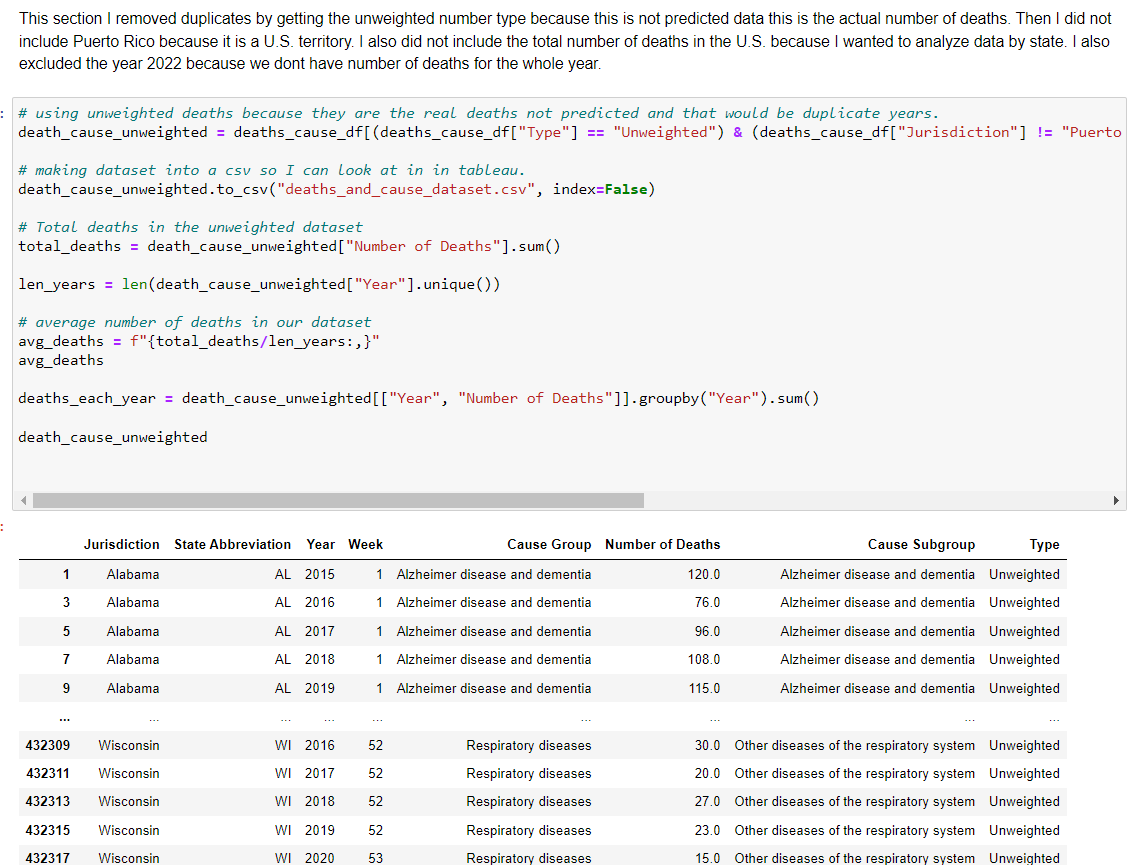 This section I removed duplicates by getting the unweighted number type because this is not predicted data this is the actual number of deaths. Then I did not
include Puerto Rico because it is a U.S. territory. I also did not include the total number of deaths in the U.S. because I wanted to analyze data by state. I also
excluded the year 2022 because we dont have number of deaths for the whole year.
:
# using unweighted deaths because they are the real deaths not predicted and that would be duplicate years.
death_cause_unweighted = deaths_cause_df[(deaths_cause_df["Type"] == "Unweighted") & (deaths_cause_df["Jurisdiction"] != "Puerto
# making dataset into a csv so I can look at in in tableau.
death_cause_unweighted.to_csv("deaths_and_cause_dataset.csv", index=False)
# Total deaths in the unweighted dataset
total_deaths = death_cause_unweighted["Number of Deaths"].sum()
len_years = len(death_cause_unweighted["Year"].unique())
# average number of deaths in our dataset
avg_deaths = f"{total_deaths/len_years:,}"
avg_deaths
deaths_each_year = death_cause_unweighted[["Year", "Number of Deaths"]].groupby("Year").sum()
death_cause_unweighted
:
Jurisdiction State Abbreviation Year Week Cause Group Number of Deaths Cause Subgroup Type
1 Alabama AL 2015 1 Alzheimer disease and dementia 120.0 Alzheimer disease and dementia Unweighted
3 Alabama AL 2016 1 Alzheimer disease and dementia 76.0 Alzheimer disease and dementia Unweighted
5 Alabama AL 2017 1 Alzheimer disease and dementia 96.0 Alzheimer disease and dementia Unweighted
7 Alabama AL 2018 1 Alzheimer disease and dementia 108.0 Alzheimer disease and dementia Unweighted
9 Alabama AL 2019 1 Alzheimer disease and dementia 115.0 Alzheimer disease and dementia Unweighted
... ... ... ... ... ... ... ... ...
432309 Wisconsin WI 2016 52 Respiratory diseases 30.0 Other diseases of the respiratory system Unweighted
432311 Wisconsin WI 2017 52 Respiratory diseases 20.0 Other diseases of the respiratory system Unweighted
432313 Wisconsin WI 2018 52 Respiratory diseases 27.0 Other diseases of the respiratory system Unweighted
432315 Wisconsin WI 2019 52 Respiratory diseases 23.0 Other diseases of the respiratory system Unweighted
432317 Wisconsin WI 2020 53 Respiratory diseases 15.0 Other diseases of the respiratory system Unweighted